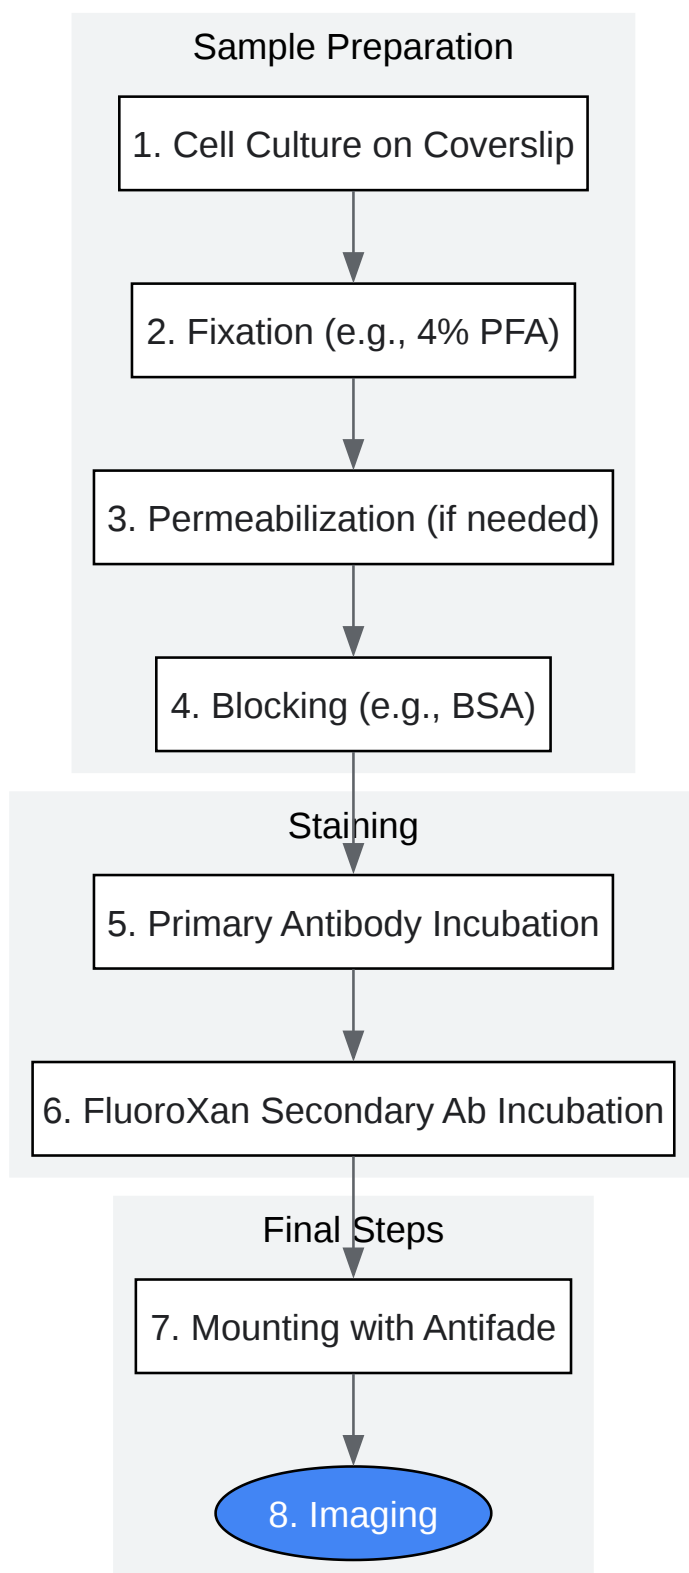 Sample Preparation
1. Cell Culture on Coverslip
2. Fixation (e.g., 4% PFA)
3. Permeabilization (if needed)
4. Blocking (e.g., BSA)
Staining
5. Primary Antibody Incubation
6. FluoroXan Secondary Ab Incubation
Final Steps
7. Mounting with Antifade
8. Imaging